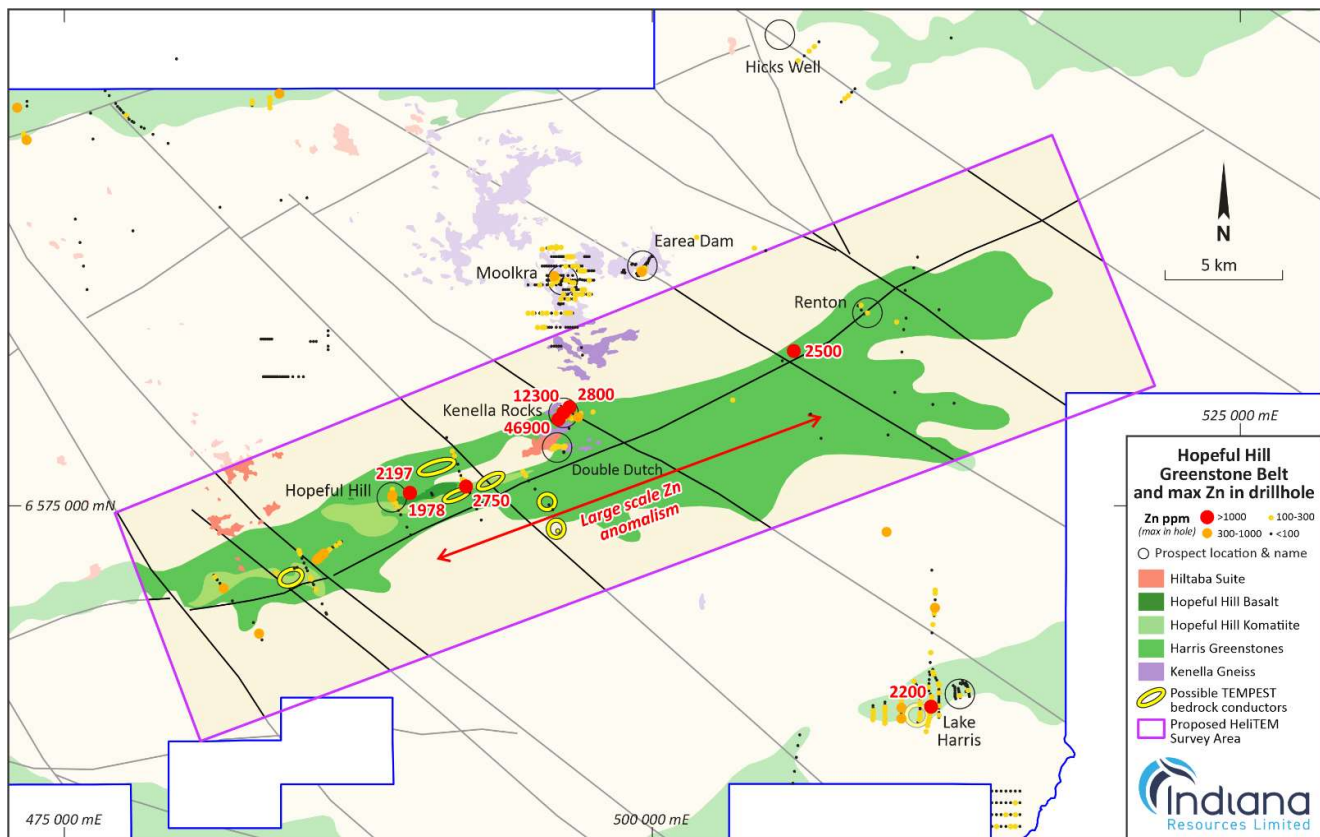 Hicks Well
Earea Dam
Moolkra
N
5 km
Renton
2500
12300
2800
Kenella Rocks
46900
525 000 mE
Double Dutch
2197
Hopeful Hill
1978
2750
6 575 000 mN
Large scale Zn
anomalism
2200
Lake
Harris
475 000 mE
500 000 mE
Hopeful Hill
Greenstone Belt
and max Zn in drillhole
Zn ppm
(max in hole)
>1000
100-300
300-1000
<100
Prospect location & name
Hiltaba Suite
Hopeful Hill Basalt
Hopeful Hill Komatiite
Harris Greenstones
Kenella Gneiss
Possible TEMPEST
bedrock conductors
Proposed HeliTEM
Survey Area
Indiana
Resources Limited